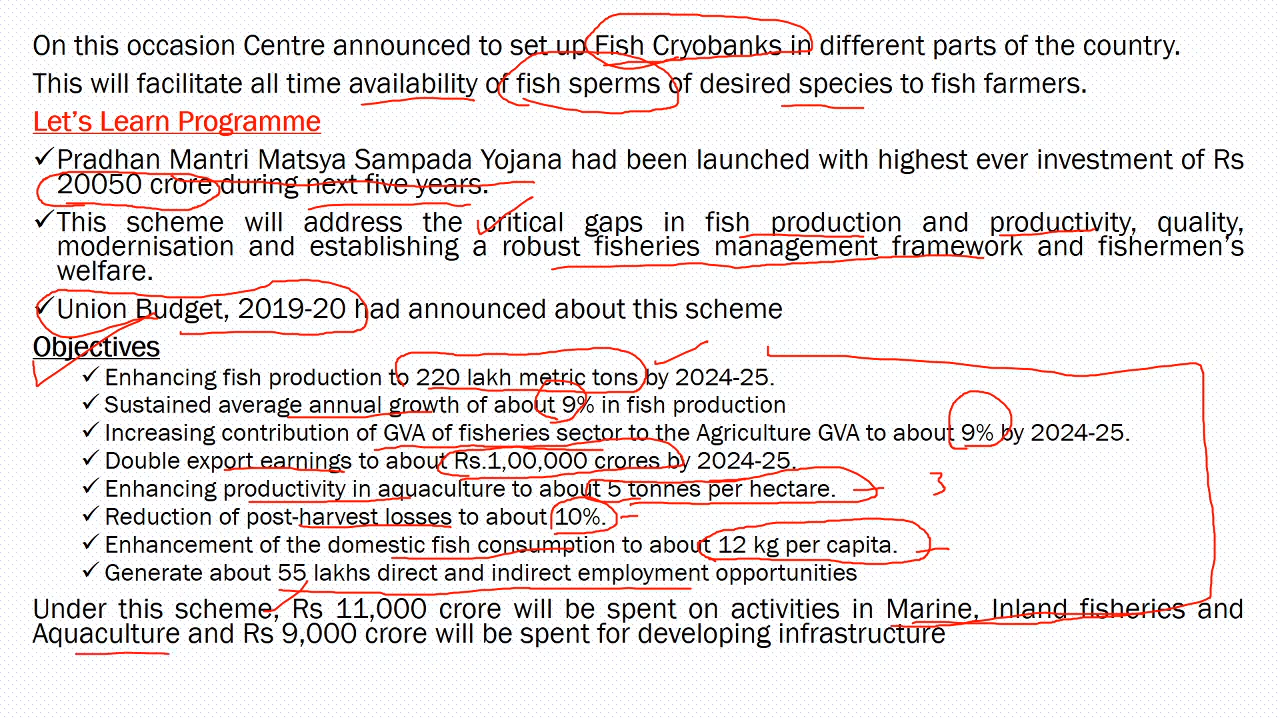 On this occasion Centre announced to set up Fish Cryobanks in different parts of the country.
This will facilitate all time availability of fish sperms of desired species to fish farmers.
Let's Learn Programme
✓Pradhan Mantri Matsya Sampada Yojana had been launched with highest ever investment of Rs
20050 crore during next five years.
✓This scheme will address the critical gaps in fish production and productivity, quality,
modernisation and establishing a robust fisheries management framework and fishermen's
welfare.
✓Union Budget, 2019-20 had announced about this scheme
Objectives
✓ Enhancing fish production to 220 lakh metric tons by 2024-25.
✓ Sustained average annual growth of about 9% in fish production
✓ Increasing contribution of GVA of fisheries sector to the Agriculture GVA to about 9% by 2024-25.
✓ Double export earnings to about Rs.1,00,000 crores by 2024-25.
✓ Enhancing productivity in aquaculture to about 5 tonnes per hectare. 3
✓ Reduction of post-harvest losses to about 10%.
✓ Enhancement of the domestic fish consumption to about 12 kg per capita.
✓ Generate about 55 lakhs direct and indirect employment opportunities
Under this scheme, Rs 11,000 crore will be spent on activities in Marine, Inland fisheries and
Aquaculture and Rs 9,000 crore will be spent for developing infrastructure